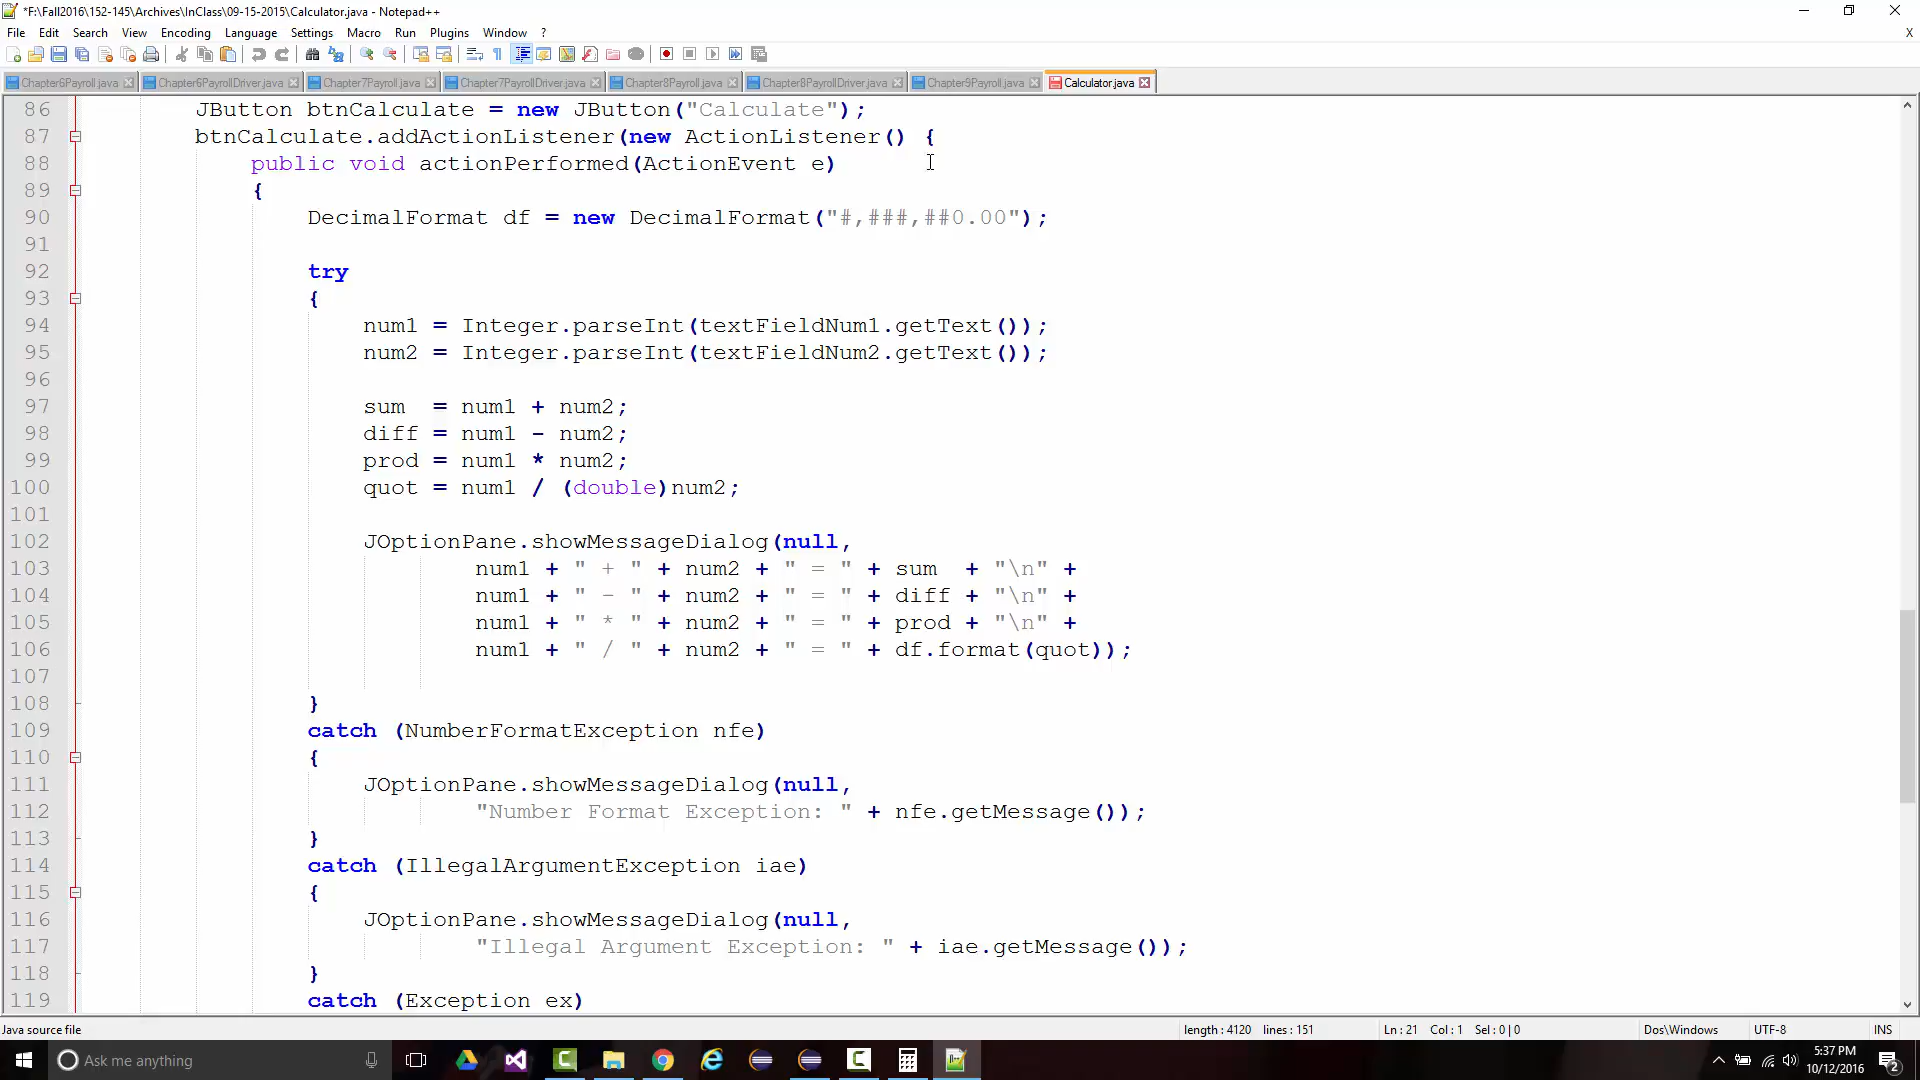 *F:\Fall2016\152-145\Archives\InClass\09-15-2015\Calculator.java - Notepad++
File Edit Search View Encoding Language Settings Macro Run Plugins Window ? X
Chapter6Payroll.java Chapter6PayrollDriver.java Chapter7Payroll.java Chapter7PayrollDriver.java Chapter8Payroll.java Chapter8PayrollDriver.java Chapter9Payroll.java Calculator.java
86 JButton btnCalculate = new JButton("Calculate");
87 btnCalculate.addActionListener(new ActionListener() {
88 public void actionPerformed(ActionEvent e)
89 {
90 DecimalFormat df = new DecimalFormat("#,###,##0.00");
91
92 try
93 {
94 num1 = Integer.parseInt(textFieldNum1.getText());
95 num2 = Integer.parseInt(textFieldNum2.getText());
96
97 sum  = num1 + num2;
98 diff = num1 - num2;
99 prod = num1 * num2;
100 quot = num1 / (double)num2;
101
102 JOptionPane.showMessageDialog(null,
103 num1 + " + " + num2 + " = " + sum  + "\n" +
104 num1 + " - " + num2 + " = " + diff + "\n" +
105 num1 + " * " + num2 + " = " + prod + "\n" +
106 num1 + " / " + num2 + " = " + df.format(quot));
107
108 }
109 catch (NumberFormatException nfe)
110 {
111 JOptionPane.showMessageDialog(null,
112 "Number Format Exception: " + nfe.getMessage());
113 }
114 catch (IllegalArgumentException iae)
115 {
116 JOptionPane.showMessageDialog(null,
117 "Illegal Argument Exception: " + iae.getMessage());
118 }
119 catch (Exception ex)
Java source file length : 4120 lines : 151 Ln : 21 Col : 1 Sel : 0 | 0 Dos\Windows UTF-8 INS
Ask me anything
5:37 PM
10/12/2016
2